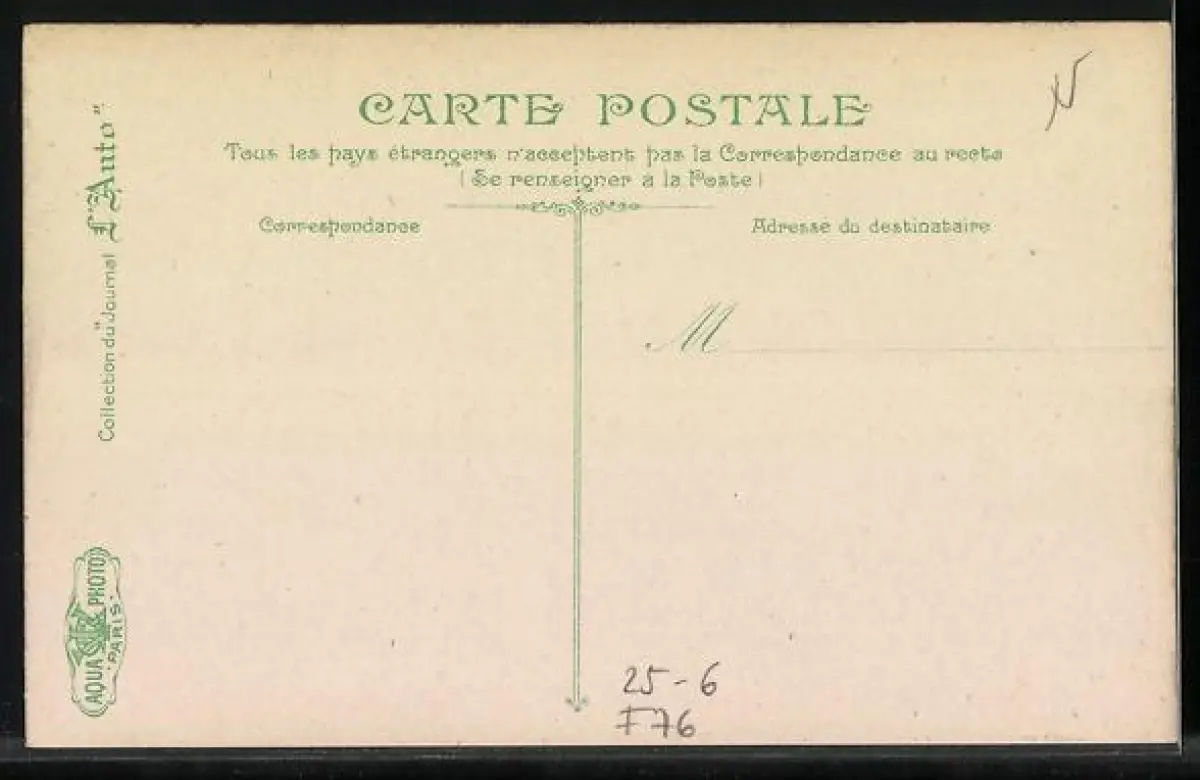 CARTE POSTALE
Tous les pays étrangers n'acceptent pas la Correspondance au recto
(Se renseigner à la Poste)
Correspondance
Adresse du destinataire
M
Collection du Journal "L'Auto"
AQUA PHOTO
PARIS
25-6
F76